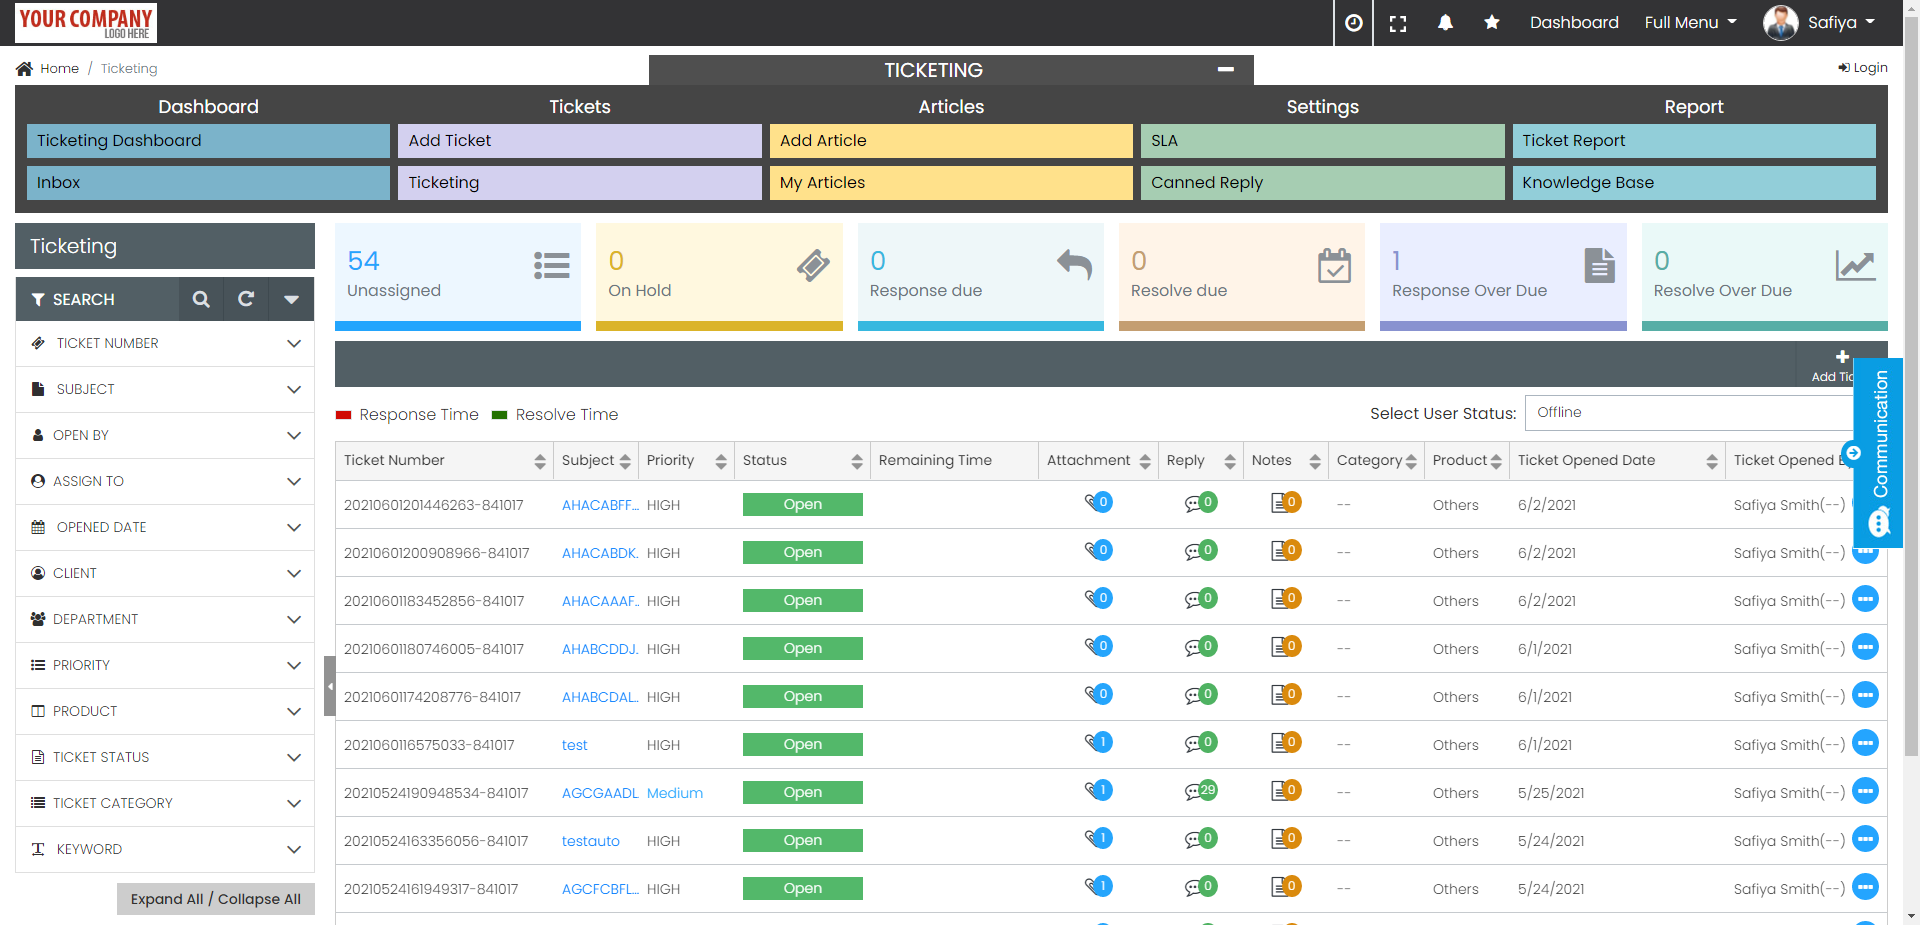 YOUR COMPANY
LOGO HERE
Dashboard
Full Menu
Safiya
Home / Ticketing
TICKETING
Login
Dashboard
Tickets
Articles
Settings
Report
Ticketing Dashboard
Add Ticket
Add Article
SLA
Ticket Report
Inbox
Ticketing
My Articles
Canned Reply
Knowledge Base
Ticketing
SEARCH
TICKET NUMBER
SUBJECT
OPEN BY
ASSIGN TO
OPENED DATE
CLIENT
DEPARTMENT
PRIORITY
PRODUCT
TICKET STATUS
TICKET CATEGORY
KEYWORD
Expand All / Collapse All
54
Unassigned
0
On Hold
0
Response due
0
Resolve due
1
Response Over Due
0
Resolve Over Due
Add Tic
Communication
Response Time
Resolve Time
Select User Status: Offline
Ticket Number Subject Priority Status Remaining Time Attachment Reply Notes Category Product Ticket Opened Date Ticket Opened
20210601201446263-841017 AHACABFF... HIGH Open 0 0 0 -- Others 6/2/2021 Safiya Smith(--)
20210601200908966-841017 AHACABDK. HIGH Open 0 0 0 -- Others 6/2/2021 Safiya Smith(--)
20210601183452856-841017 AHACAAAF.. HIGH Open 0 0 0 -- Others 6/2/2021 Safiya Smith(--)
20210601180746005-841017 AHABCDDJ. HIGH Open 0 0 0 -- Others 6/1/2021 Safiya Smith(--)
20210601174208776-841017 AHABCDAL.. HIGH Open 0 0 0 -- Others 6/1/2021 Safiya Smith(--)
2021060116575033-841017 test HIGH Open 1 0 0 -- Others 6/1/2021 Safiya Smith(--)
20210524190948534-841017 AGCGAADL Medium Open 1 29 0 -- Others 5/25/2021 Safiya Smith(--)
20210524163356056-841017 testauto HIGH Open 1 0 0 -- Others 5/24/2021 Safiya Smith(--)
20210524161949317-841017 AGCFCBFL... HIGH Open 1 0 0 -- Others 5/24/2021 Safiya Smith(--)